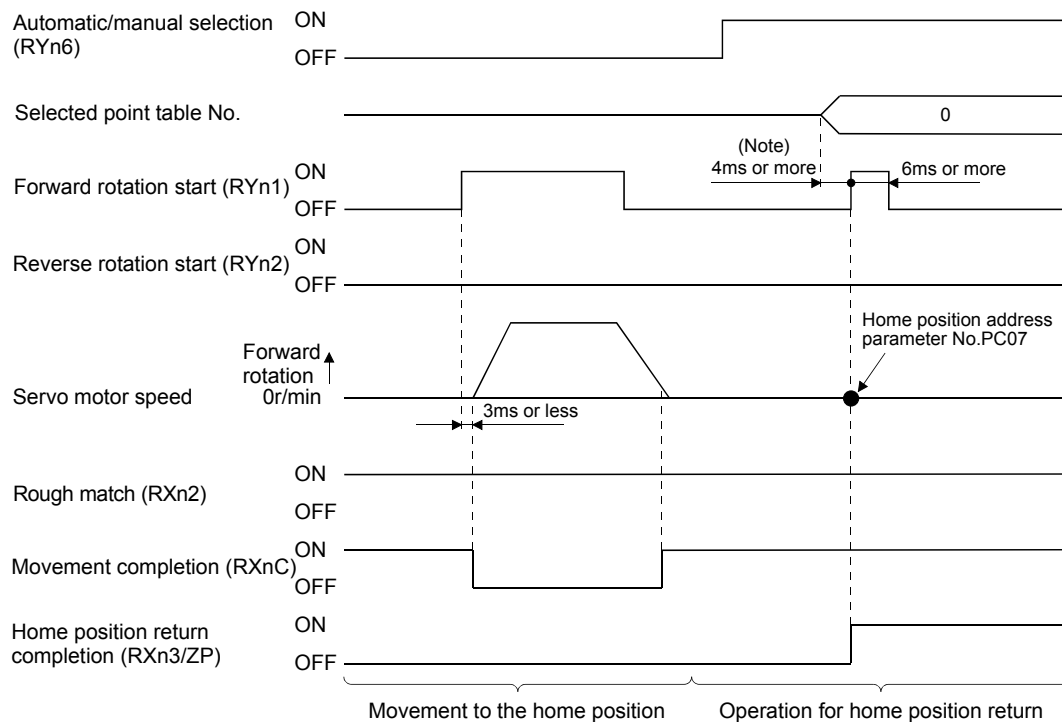 Automatic/manual selection
(RYn6)
ON
OFF
Selected point table No.
0
(Note)
4ms or more
6ms or more
Forward rotation start (RYn1)
ON
OFF
Reverse rotation start (RYn2)
ON
OFF
Home position address
parameter No.PC07
Forward
rotation
Servo motor speed
0r/min
3ms or less
Rough match (RXn2)
ON
OFF
Movement completion (RXnC)
ON
OFF
Home position return
completion (RXn3/ZP)
ON
OFF
Movement to the home position
Operation for home position return